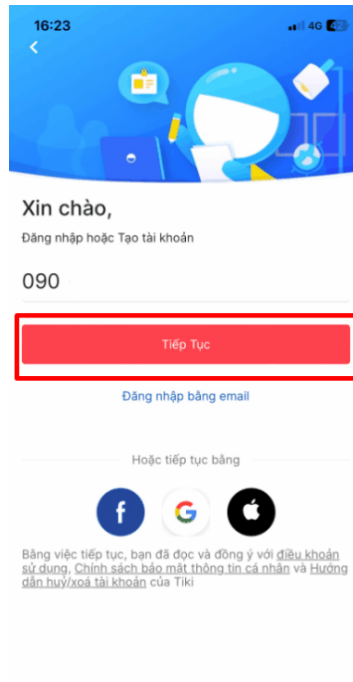 16:23
4G 42
Xin chào,
Đăng nhập hoặc Tạo tài khoản
090
Tiếp Tục
Đăng nhập bằng email
Hoặc tiếp tục bằng
Bằng việc tiếp tục, bạn đã đọc và đồng ý với điều khoản
sử dụng, Chính sách bảo mật thông tin cá nhân và Hướng
dẫn huỷ/xoá tài khoản của Tiki